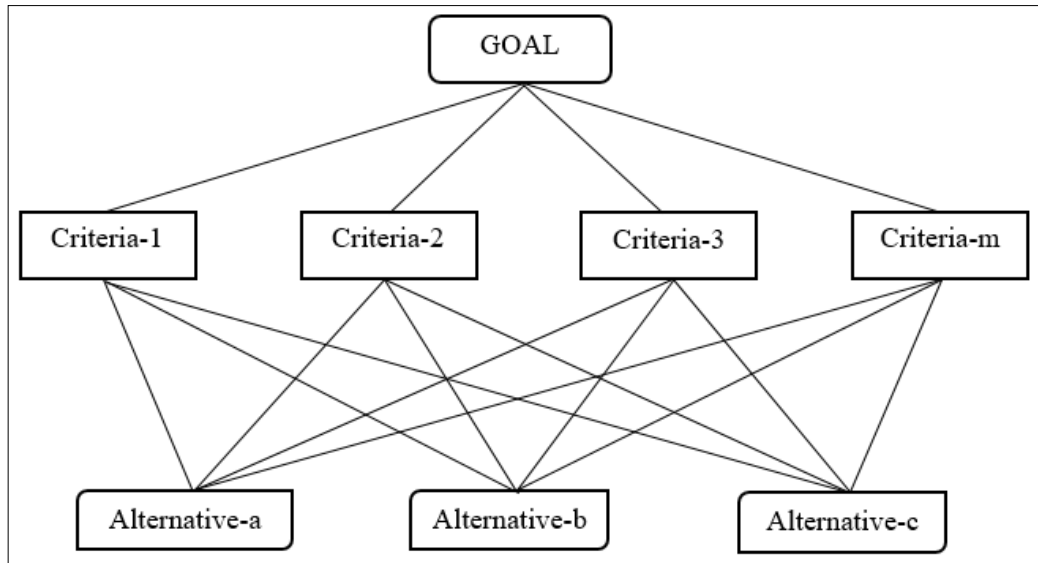 GOAL
Criteria-1
Criteria-2
Criteria-3
Criteria-m
Alternative-a
Alternative-b
Alternative-c